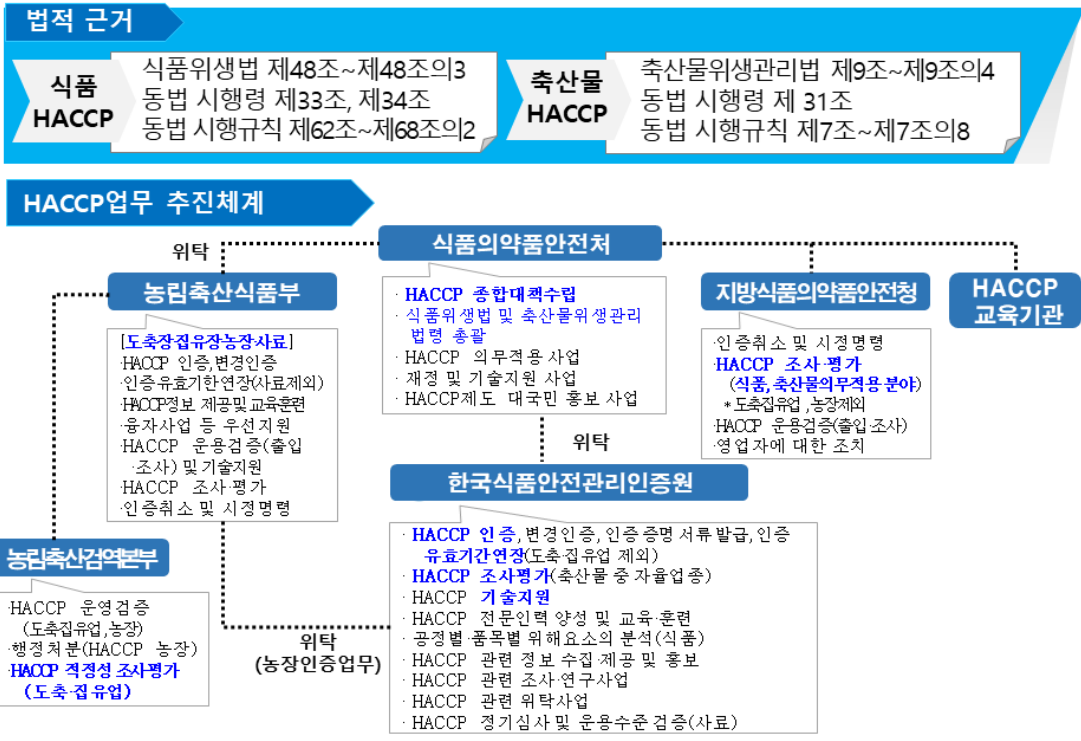 법적 근거
식품
HACCP
식품위생법 제48조~제48조의3
동법 시행령 제33조, 제34조
동법 시행규칙 제62조~제68조의2
축산물
HACCP
축산물위생관리법 제9조~제9조의4
동법 시행령 제 31조
동법 시행규칙 제7조~제7조의8
HACCP업무 추진체계
위탁
식품의약품안전처
· HACCP 종합대책수립
· 식품위생법 및 축산물위생관리
법령 총괄
· HACCP 의무적용 사업
· 재정 및 기술지원 사업
· HACCP제도 대국민 홍보 사업
농림축산식품부
[도축장·집유장·농장·사료]
·HACCP 인증,변경인증
·인증유효기한연장(사료제외)
·HACCP정보 제공및교육훈련
·융자사업 등 우선지원
·HACCP 운용검증(출입
·조사) 및 기술지원
·HACCP 조사·평가
·인증취소 및 시정명령
지방식품의약품안전청
·인증취소 및 시정명령
·HACCP 조사·평가
(식품, 축산물의무적용 분야)
*도축집유업 ,농장제외
·HACCP 운용검증(출입·조사)
·영업자에 대한 조치
HACCP
교육기관
위탁
한국식품안전관리인증원
· HACCP 인증, 변경인증, 인증 증명 서류 발급, 인증
유효기간연장(도축·집유업 제외)
· HACCP 조사평가(축산물 중 자율업종)
· HACCP 기술지원
· HACCP 전문인력 양성 및 교육·훈련
· 공정별·품목별 위해요소의 분석(식품)
· HACCP 관련 정보 수집·제공 및 홍보
· HACCP 관련 조사·연구사업
· HACCP 관련 위탁사업
· HACCP 정기심사 및 운용수준 검증(사료)
농림축산검역본부
·HACCP 운영검증
(도축집유업,농장)
·행정처분(HACCP 농장)
·HACCP 적정성 조사평가
(도축·집유업)
위탁
(농장인증업무)